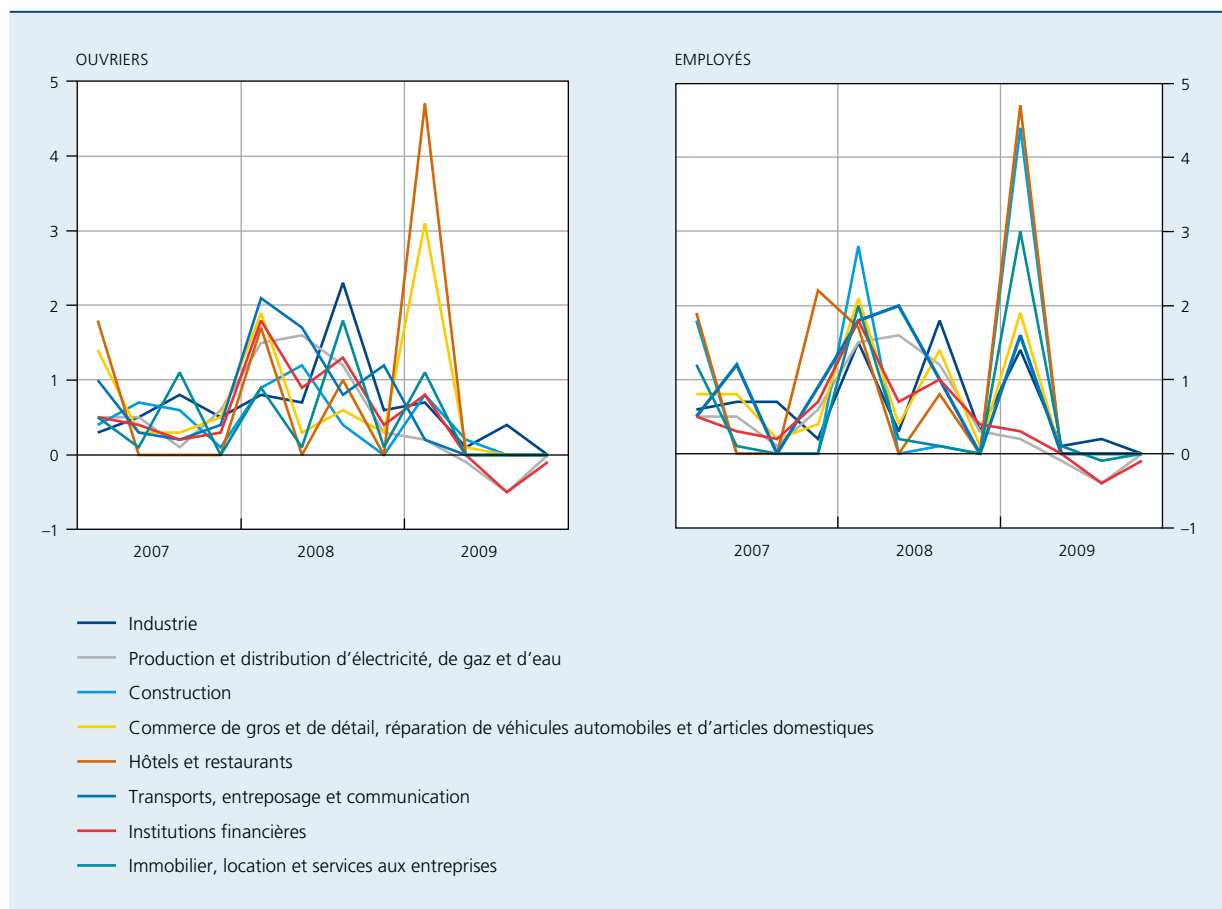 OUVRIERS
EMPLOYÉS
5
4
3
2
1
0
–1
5
4
3
2
1
0
–1
2007
2008
2009
2007
2008
2009
Industrie
Production et distribution d'électricité, de gaz et d'eau
Construction
Commerce de gros et de détail, réparation de véhicules automobiles et d'articles domestiques
Hôtels et restaurants
Transports, entreposage et communication
Institutions financières
Immobilier, location et services aux entreprises